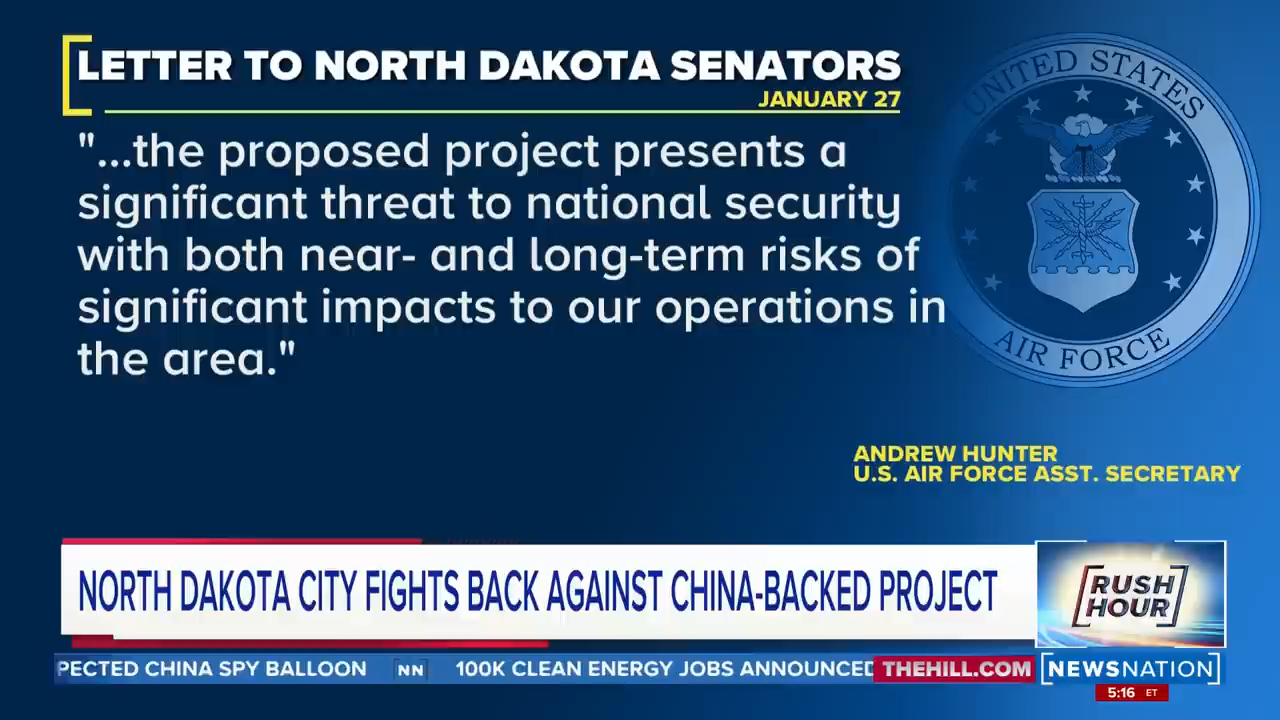 LETTER TO NORTH DAKOTA SENATORS
JANUARY 27
"...the proposed project presents a
significant threat to national security
with both near- and long-term risks of
significant impacts to our operations in
the area."
UNITED STATES
AIR FORCE
ANDREW HUNTER
U.S. AIR FORCE ASST. SECRETARY
NORTH DAKOTA CITY FIGHTS BACK AGAINST CHINA-BACKED PROJECT
RUSH
HOUR
PECTED CHINA SPY BALLOON NN 100K CLEAN ENERGY JOBS ANNOUNCED THEHILL.COM NEWSNATION
5:16 ET